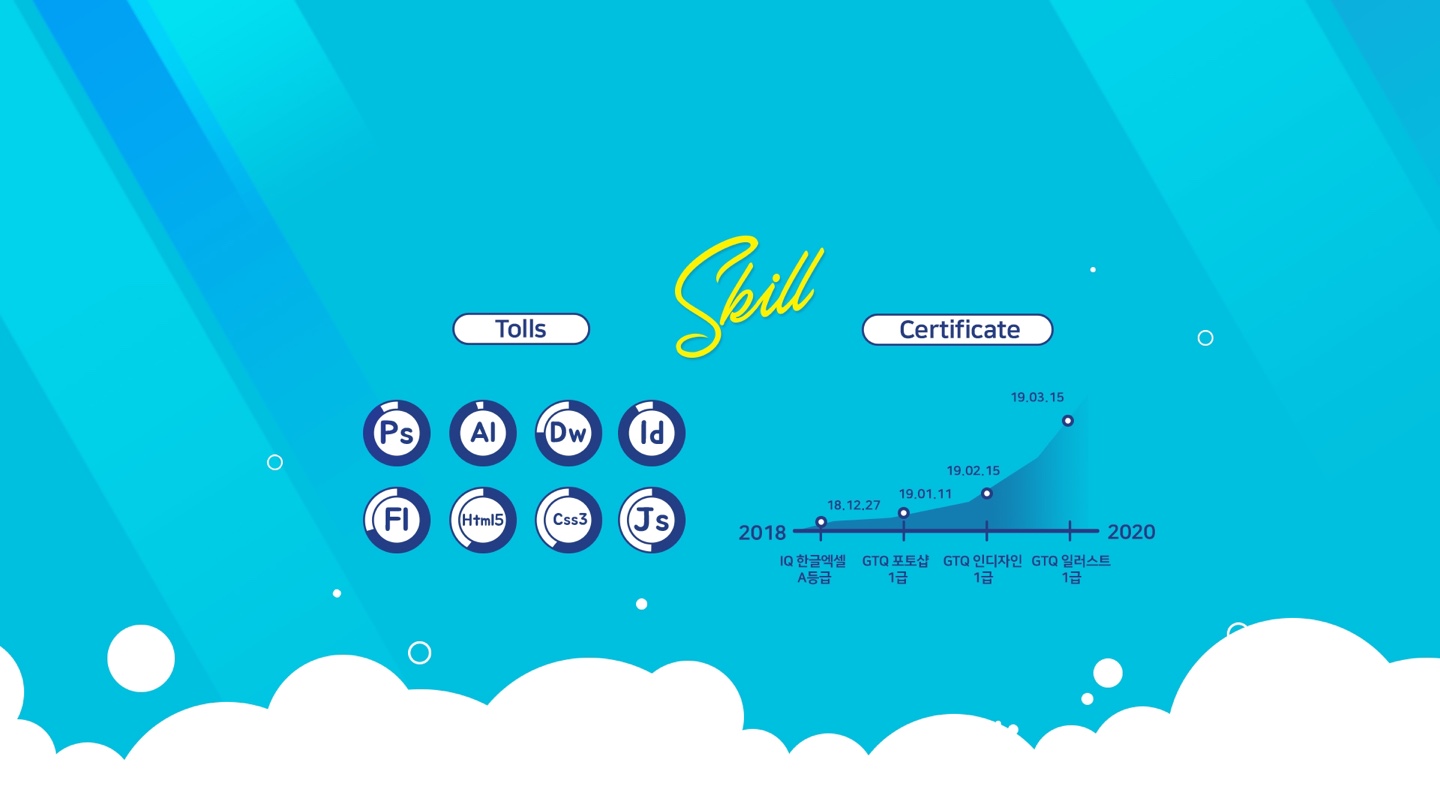 Skill
Tolls
Ps
AI
Dw
Id
Fl
Html5
Css3
Js
Certificate
19.03.15
19.02.15
19.01.11
18.12.27
2018
2020
IQ 한글엑셀
A등급
GTQ 포토샵
1급
GTQ 인디자인
1급
GTQ 일러스트
1급